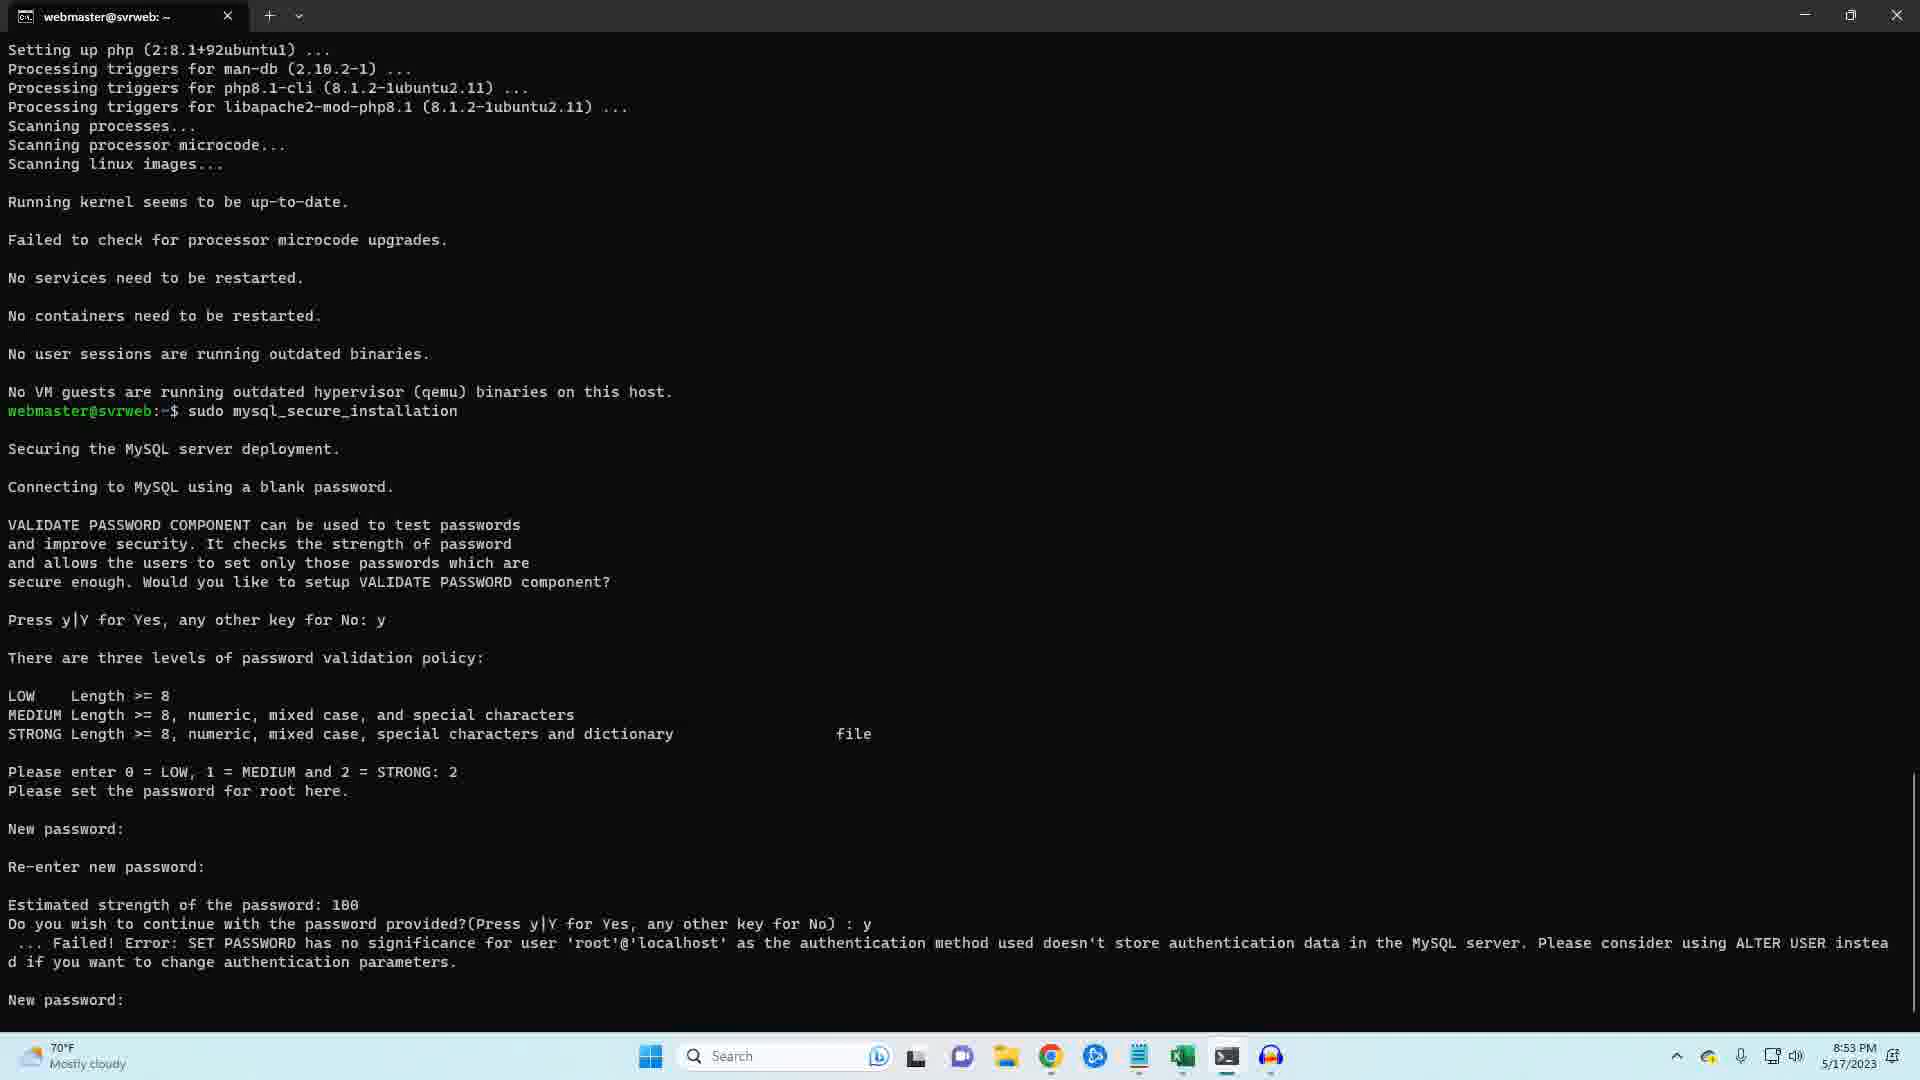 webmaster@svrweb: ~
Setting up php (2:8.1+92ubuntu1) ...
Processing triggers for man-db (2.10.2-1) ...
Processing triggers for php8.1-cli (8.1.2-1ubuntu2.11) ...
Processing triggers for libapache2-mod-php8.1 (8.1.2-1ubuntu2.11) ...
Scanning processes...
Scanning processor microcode...
Scanning linux images...
Running kernel seems to be up-to-date.
Failed to check for processor microcode upgrades.
No services need to be restarted.
No containers need to be restarted.
No user sessions are running outdated binaries.
No VM guests are running outdated hypervisor (qemu) binaries on this host.
webmaster@svrweb:~$ sudo mysql_secure_installation
Securing the MySQL server deployment.
Connecting to MySQL using a blank password.
VALIDATE PASSWORD COMPONENT can be used to test passwords
and improve security. It checks the strength of password
and allows the users to set only those passwords which are
secure enough. Would you like to setup VALIDATE PASSWORD component?
Press y|Y for Yes, any other key for No: y
There are three levels of password validation policy:
LOW    Length >= 8
MEDIUM Length >= 8, numeric, mixed case, and special characters
STRONG Length >= 8, numeric, mixed case, special characters and dictionary                  file
Please enter 0 = LOW, 1 = MEDIUM and 2 = STRONG: 2
Please set the password for root here.
New password:
Re-enter new password:
Estimated strength of the password: 100
Do you wish to continue with the password provided?(Press y|Y for Yes, any other key for No) : y
... Failed! Error: SET PASSWORD has no significance for user 'root'@'localhost' as the authentication method used doesn't store authentication data in the MySQL server. Please consider using ALTER USER instea
d if you want to change authentication parameters.
New password:
70°F
Mostly cloudy
Search
8:53 PM
5/17/2023